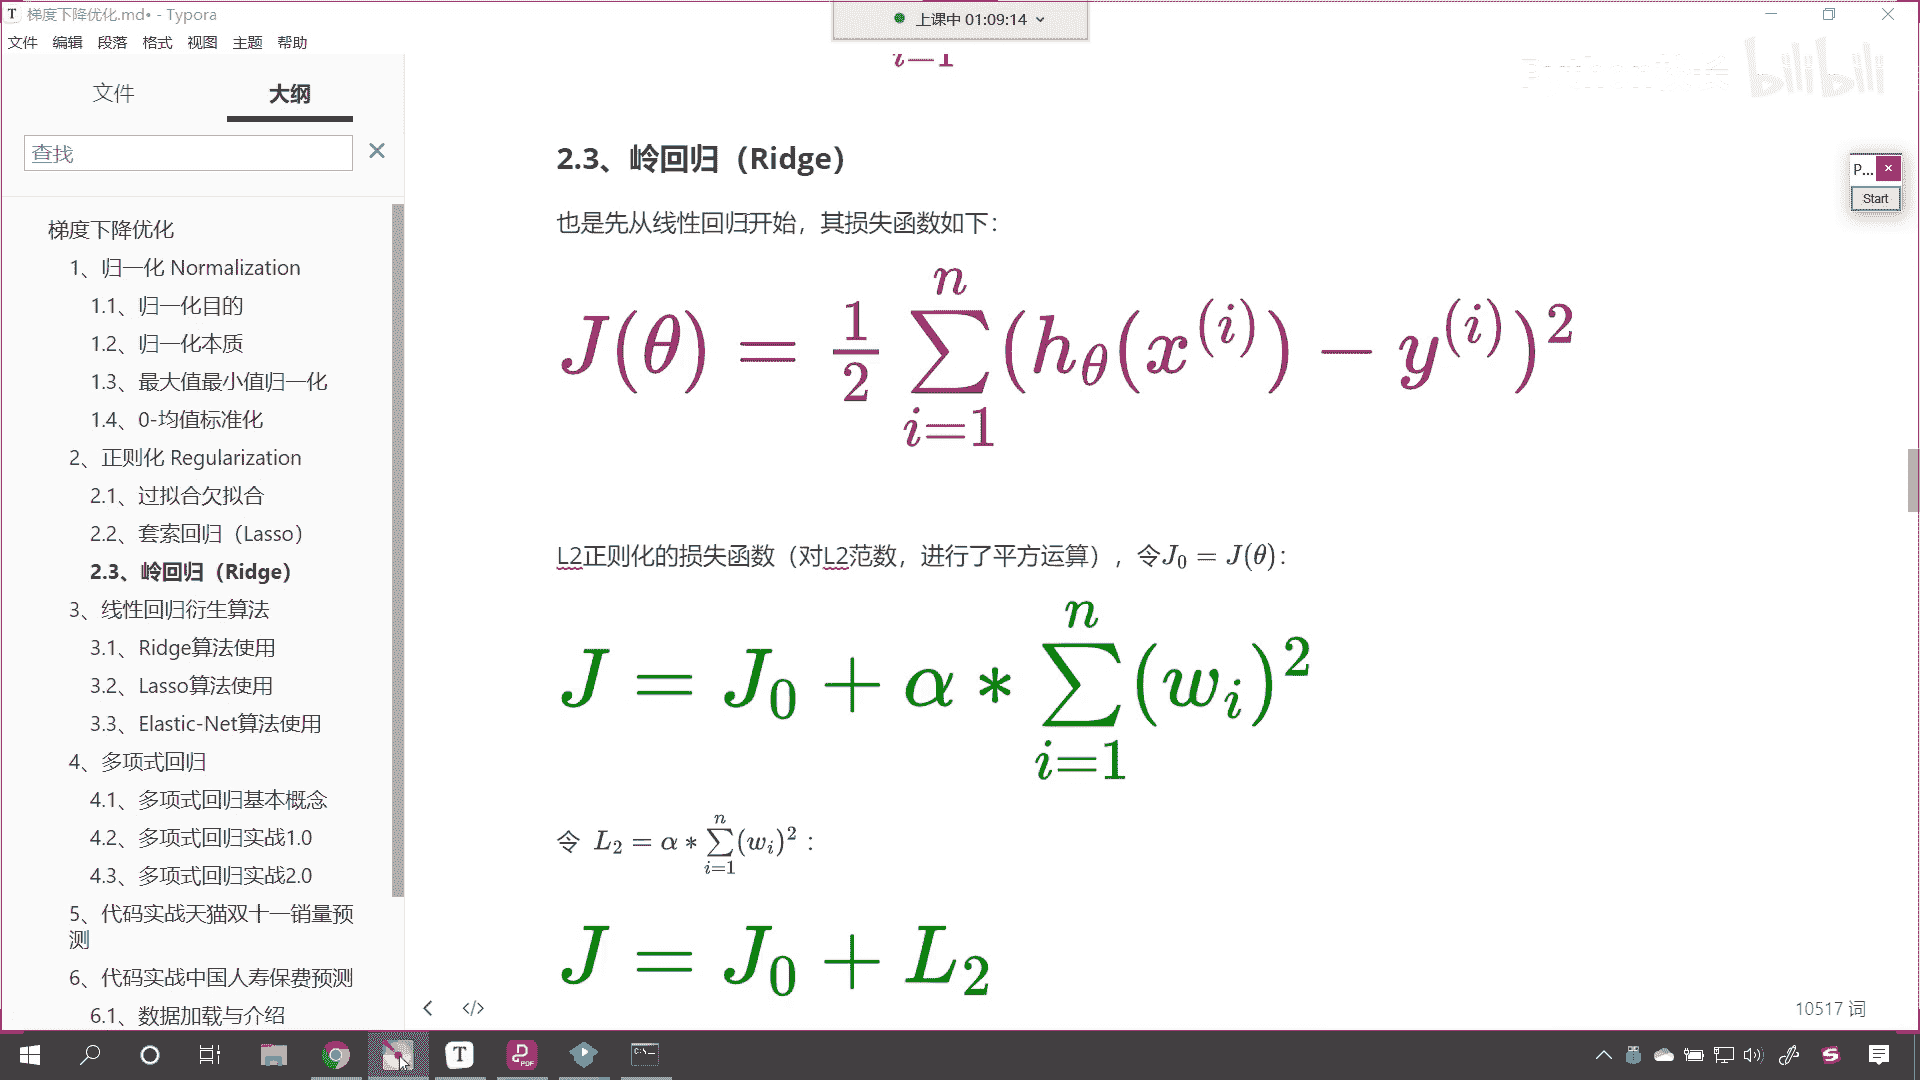 梯度下降优化.md• - Typora
上课中 01:09:14
文件 编辑 段落 格式 视图 主题 帮助
文件 大纲
查找
梯度下降优化
1、归一化 Normalization
1.1、归一化目的
1.2、归一化本质
1.3、最大值最小值归一化
1.4、0-均值标准化
2、正则化 Regularization
2.1、过拟合欠拟合
2.2、套索回归（Lasso）
2.3、岭回归（Ridge）
3、线性回归衍生算法
3.1、Ridge算法使用
3.2、Lasso算法使用
3.3、Elastic-Net算法使用
4、多项式回归
4.1、多项式回归基本概念
4.2、多项式回归实战1.0
4.3、多项式回归实战2.0
5、代码实战天猫双十一销量预
测
6、代码实战中国人寿保费预测
6.1、数据加载与介绍
i=1
bilibili
2.3、岭回归（Ridge）
也是先从线性回归开始，其损失函数如下：
J(θ) = \frac{1}{2} \sum_{i=1}^{n} (h_θ(x^{(i)}) − y^{(i)})^2
L2正则化的损失函数（对L2范数，进行了平方运算），令J_0 = J(θ)：
J = J_0 + α * \sum_{i=1}^{n} (w_i)^2
令 L_2 = α * \sum_{i=1}^{n} (w_i)^2：
J = J_0 + L_2
10517 词
P...
Start